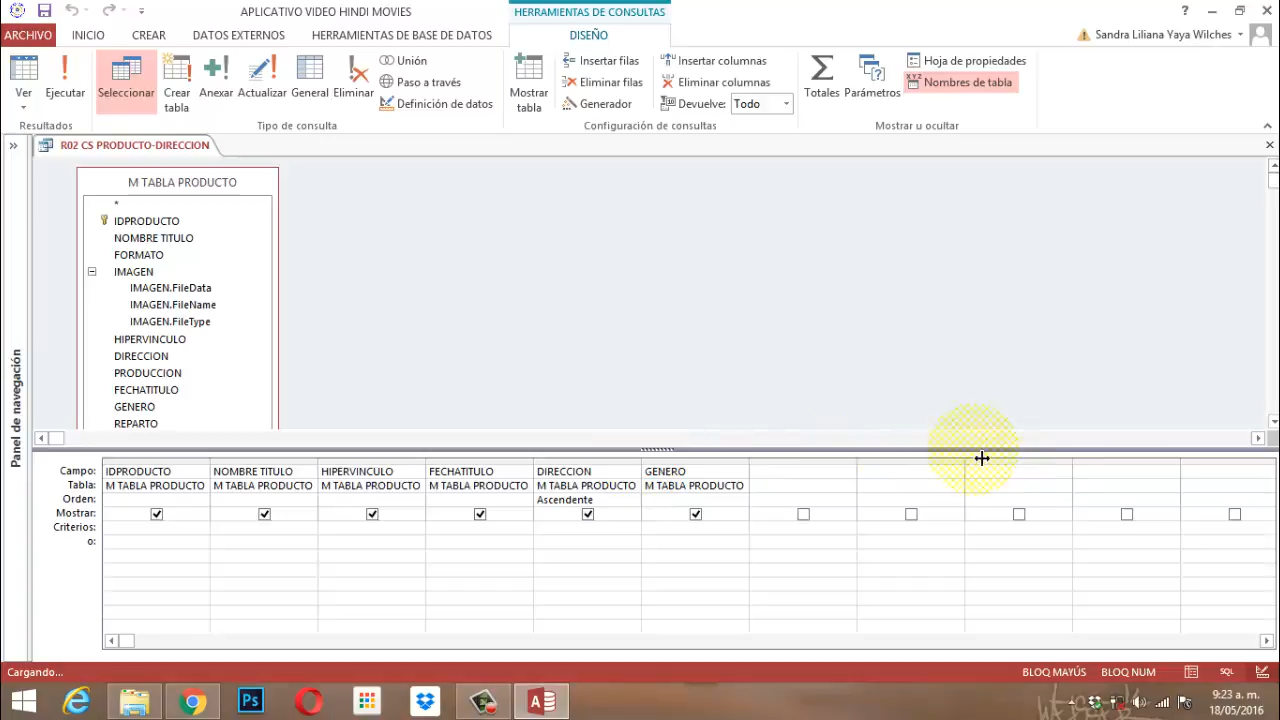 APLICATIVO VIDEO HINDI MOVIES
HERRAMIENTAS DE CONSULTAS
?
ARCHIVO
INICIO
CREAR
DATOS EXTERNOS
HERRAMIENTAS DE BASE DE DATOS
DISEÑO
Sandra Liliana Yaya Wilches
Ver
Ejecutar
Seleccionar
Crear tabla
Anexar
Actualizar
General
Eliminar
Unión
Paso a través
Definición de datos
Mostrar tabla
Insertar filas
Eliminar filas
Generador
Insertar columnas
Eliminar columnas
Devuelve: Todo
Totales
Parámetros
Hoja de propiedades
XYZ Nombres de tabla
Resultados
Tipo de consulta
Configuración de consultas
Mostrar u ocultar
R02 CS PRODUCTO-DIRECCION
Panel de navegación
M TABLA PRODUCTO
*
IDPRODUCTO
NOMBRE TITULO
FORMATO
IMAGEN
IMAGEN.FileData
IMAGEN.FileName
IMAGEN.FileType
HIPERVINCULO
DIRECCION
PRODUCCION
FECHATITULO
GENERO
REPARTO
Campo: IDPRODUCTO NOMBRE TITULO HIPERVINCULO FECHATITULO DIRECCION GENERO
Tabla: M TABLA PRODUCTO M TABLA PRODUCTO M TABLA PRODUCTO M TABLA PRODUCTO M TABLA PRODUCTO M TABLA PRODUCTO
Orden: Ascendente
Mostrar:
Criterios:
o:
Cargando...
BLOQ MAYÚS
BLOQ NUM
SQL
Ps
9:23 a. m.
18/05/2016